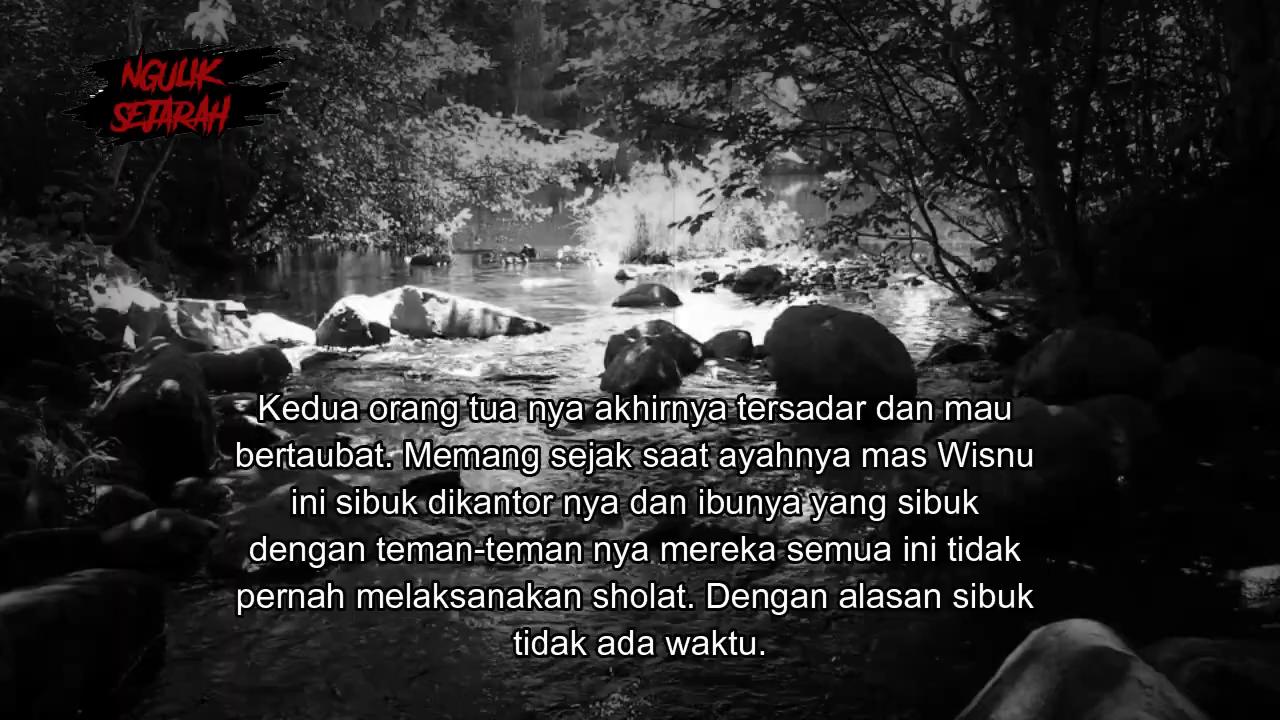 NGULIK
SEJARAH
Kedua orang tua nya akhirnya tersadar dan mau
bertaubat. Memang sejak saat ayahnya mas Wisnu
ini sibuk dikantor nya dan ibunya yang sibuk
dengan teman-teman nya mereka semua ini tidak
pernah melaksanakan sholat. Dengan alasan sibuk
tidak ada waktu.